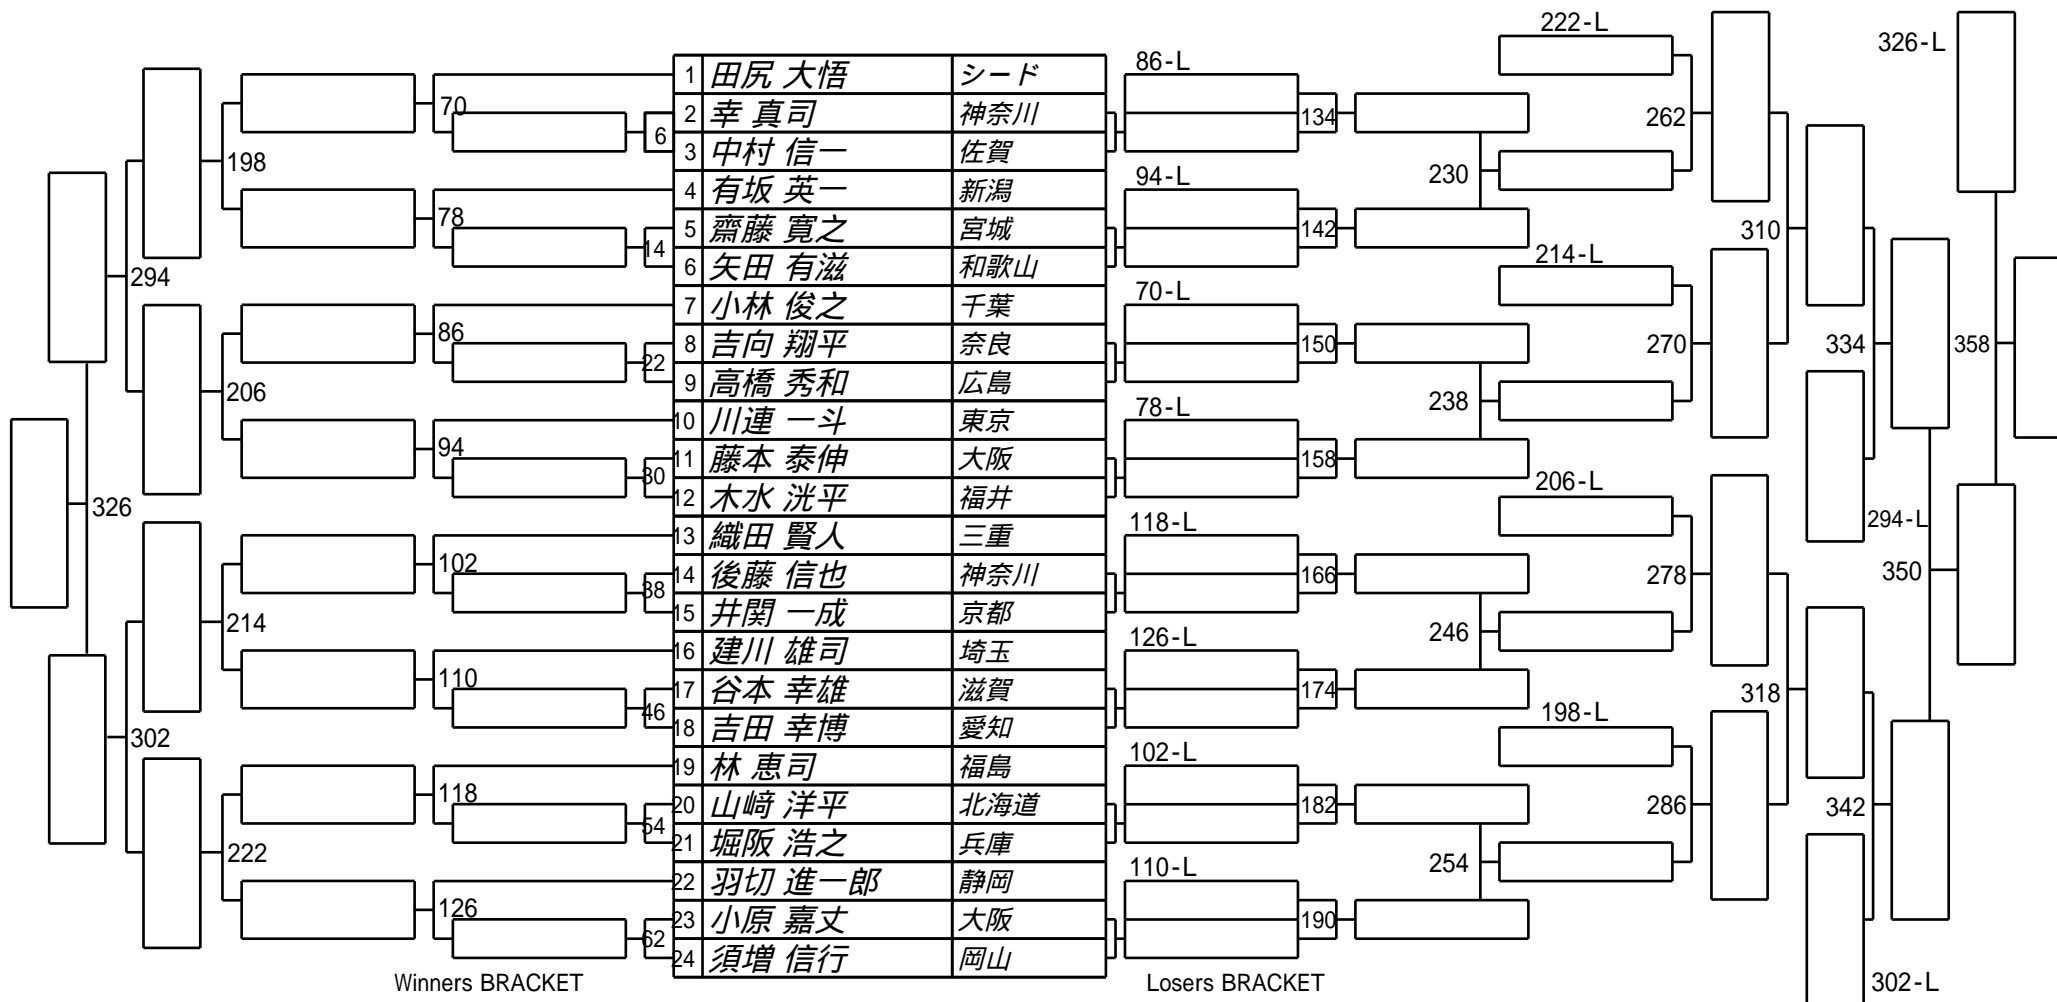 222-L
326-L
86-L
1 田尻 大悟 シード
70
2 幸 真司 神奈川
134
262
6
198
3 中村 信一 佐賀
94-L
230
4 有坂 英一 新潟
78
5 齋藤 寛之 宮城
142
310
14
214-L
6 矢田 有滋 和歌山
294
70-L
7 小林 俊之 千葉
86
8 吉向 翔平 奈良
150
270
334
358
22
206
9 高橋 秀和 広島
78-L
238
10 川連 一斗 東京
94
11 藤本 泰伸 大阪
158
30
206-L
12 木水 洸平 福井
326
118-L
294-L
13 織田 賢人 三重
102
14 後藤 信也 神奈川
166
278
350
38
214
15 井関 一成 京都
126-L
246
16 建川 雄司 埼玉
110
17 谷本 幸雄 滋賀
174
318
46
198-L
18 吉田 幸博 愛知
302
102-L
19 林 恵司 福島
118
20 山﨑 洋平 北海道
182
286
342
54
222
21 堀阪 浩之 兵庫
110-L
254
22 羽切 進一郎 静岡
126
23 小原 嘉丈 大阪
190
62
24 須増 信行 岡山
Winners BRACKET
Losers BRACKET
302-L